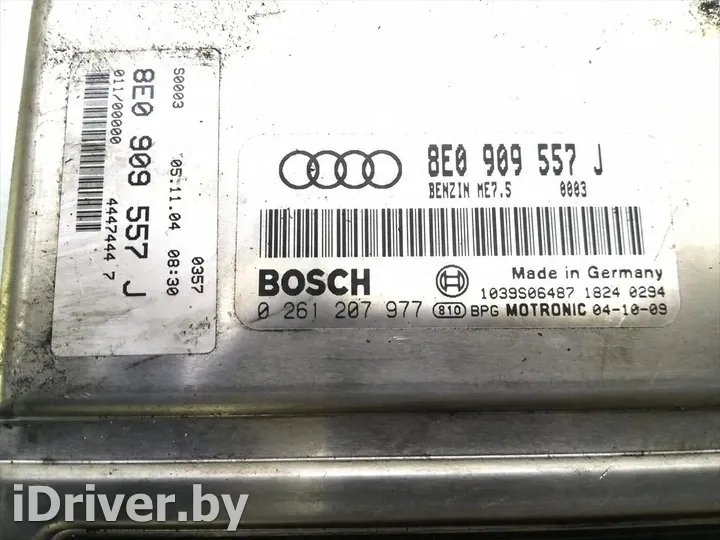 S0003
8E0 909 557 J
011/00000
05.11.04 08:30
0357
4447444 7
8E0 909 557 J
BENZIN ME7.5 0003
BOSCH
Made in Germany
1039S06487 1824 0294
0 261 207 977 810 BPG MOTRONIC 04-10-09
iDriver.by